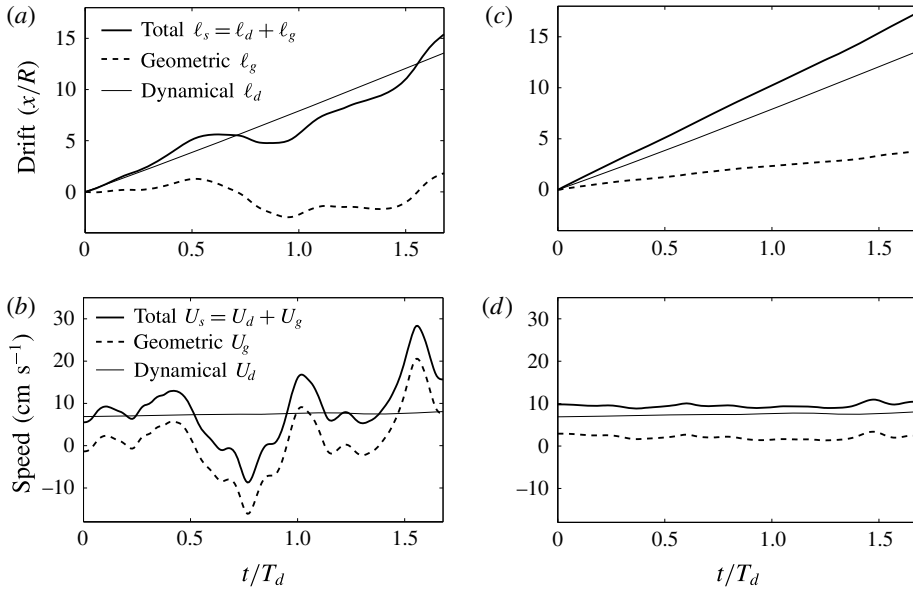 (a)
Total ℓs = ℓd + ℓg
Geometric ℓg
Dynamical ℓd
Drift (x/R)
15
10
5
0
0
0.5
1.0
1.5
(c)
15
10
5
0
0
0.5
1.0
1.5
(b)
Total Us = Ud + Ug
Geometric Ug
Dynamical Ud
Speed (cm s−1)
30
20
10
0
−10
0
0.5
1.0
1.5
t/Td
(d)
30
20
10
0
−10
0
0.5
1.0
1.5
t/Td